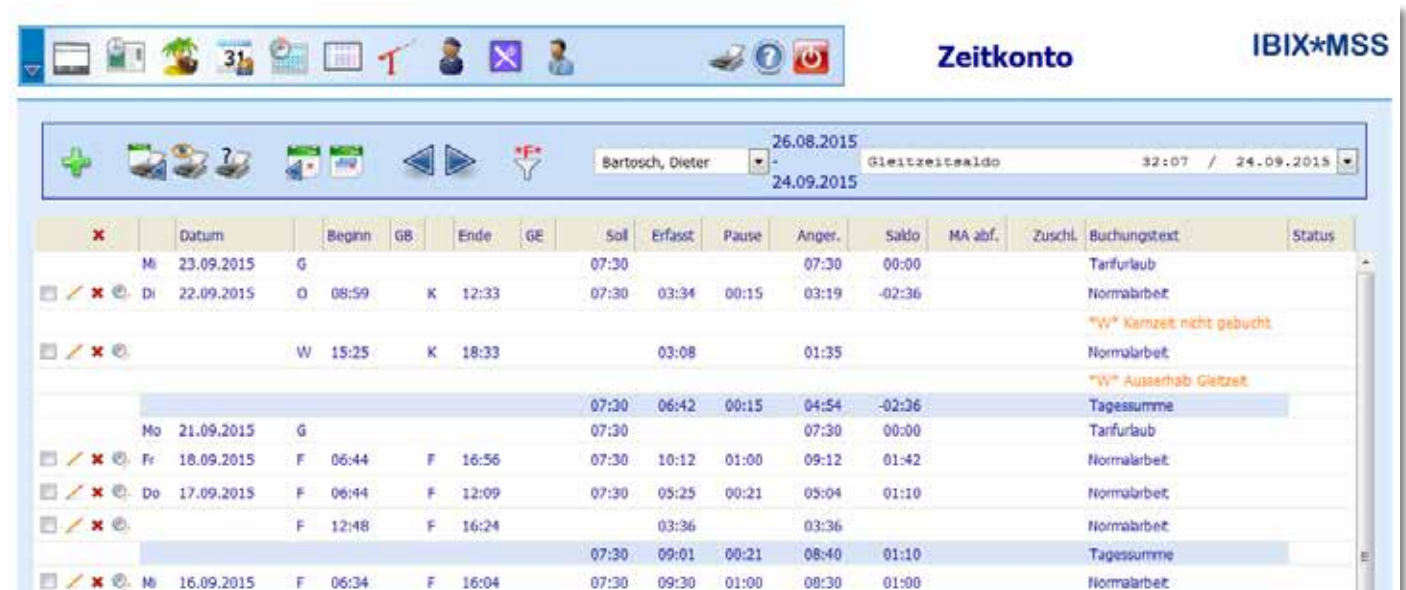 31
Zeitkonto
IBIX*MSS
*F*
Bartosch, Dieter
26.08.2015
-
24.09.2015
Gleitzeitsaldo 32:07 / 24.09.2015
Datum Beginn GB Ende GE Soll Erfasst Pause Anger. Saldo MA abf. Zuschl. Buchungstext Status
Mi 23.09.2015 G 07:30 07:30 00:00 Tarifurlaub
Di 22.09.2015 O 08:59 K 12:33 07:30 03:34 00:15 03:19 -02:36 Normalarbeit
*W* Kernzeit nicht gebucht
W 15:25 K 18:33 03:08 01:35 Normalarbeit
*W* Ausserhab Gleitzeit
07:30 06:42 00:15 04:54 -02:36 Tagessumme
Mo 21.09.2015 G 07:30 07:30 00:00 Tarifurlaub
Fr 18.09.2015 F 06:44 F 16:56 07:30 10:12 01:00 09:12 01:42 Normalarbeit
Do 17.09.2015 F 06:44 F 12:09 07:30 05:25 00:21 05:04 01:10 Normalarbeit
F 12:48 F 16:24 03:36 03:36 Normalarbeit
07:30 09:01 00:21 08:40 01:10 Tagessumme
Mi 16.09.2015 F 06:34 F 16:04 07:30 09:30 01:00 08:30 01:00 Normalarbeit